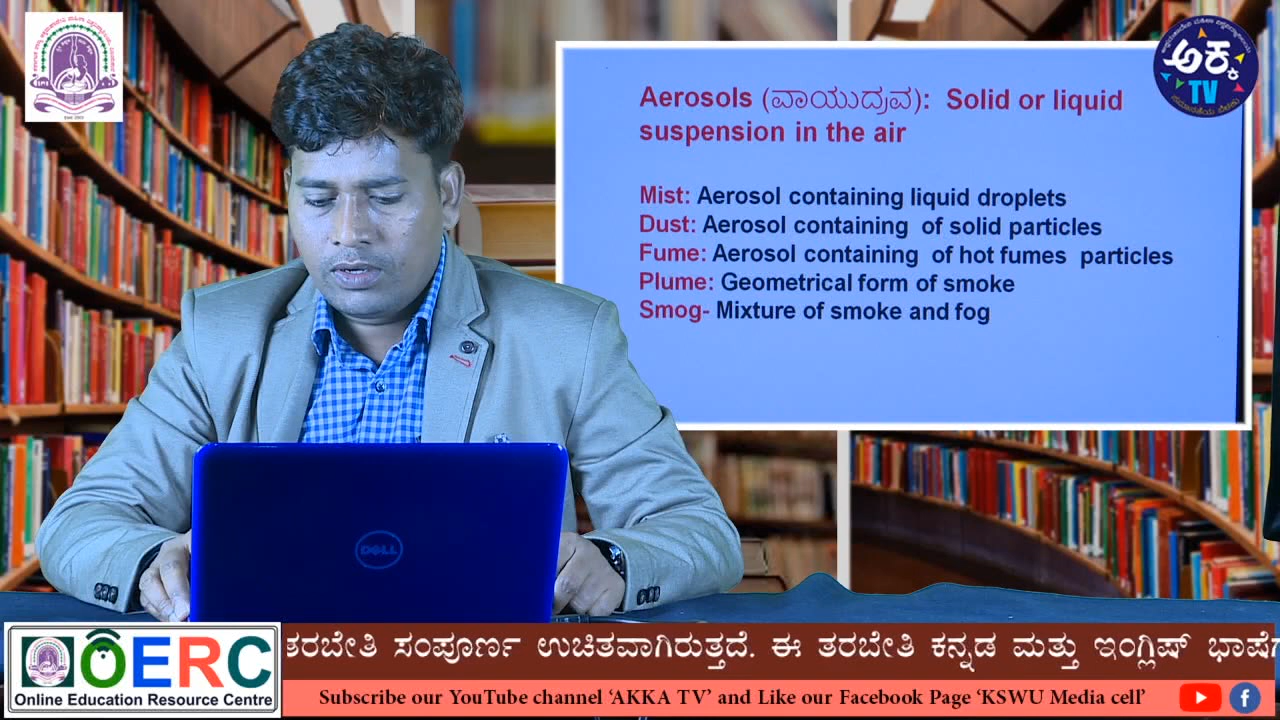 ಅಕ್ಕ
TV
Aerosols (ವಾಯುದ್ರವ): Solid or liquid
suspension in the air
Mist: Aerosol containing liquid droplets
Dust: Aerosol containing of solid particles
Fume: Aerosol containing of hot fumes particles
Plume: Geometrical form of smoke
Smog- Mixture of smoke and fog
DELL
OERC
Online Education Resource Centre
ತರಬೇತಿ ಸಂಪೂರ್ಣ ಉಚಿತವಾಗಿರುತ್ತದೆ. ಈ ತರಬೇತಿ ಕನ್ನಡ ಮತ್ತು ಇಂಗ್ಲಿಷ್
Subscribe our YouTube channel ‘AKKA TV’ and Like our Facebook Page ‘KSWU Media cell’